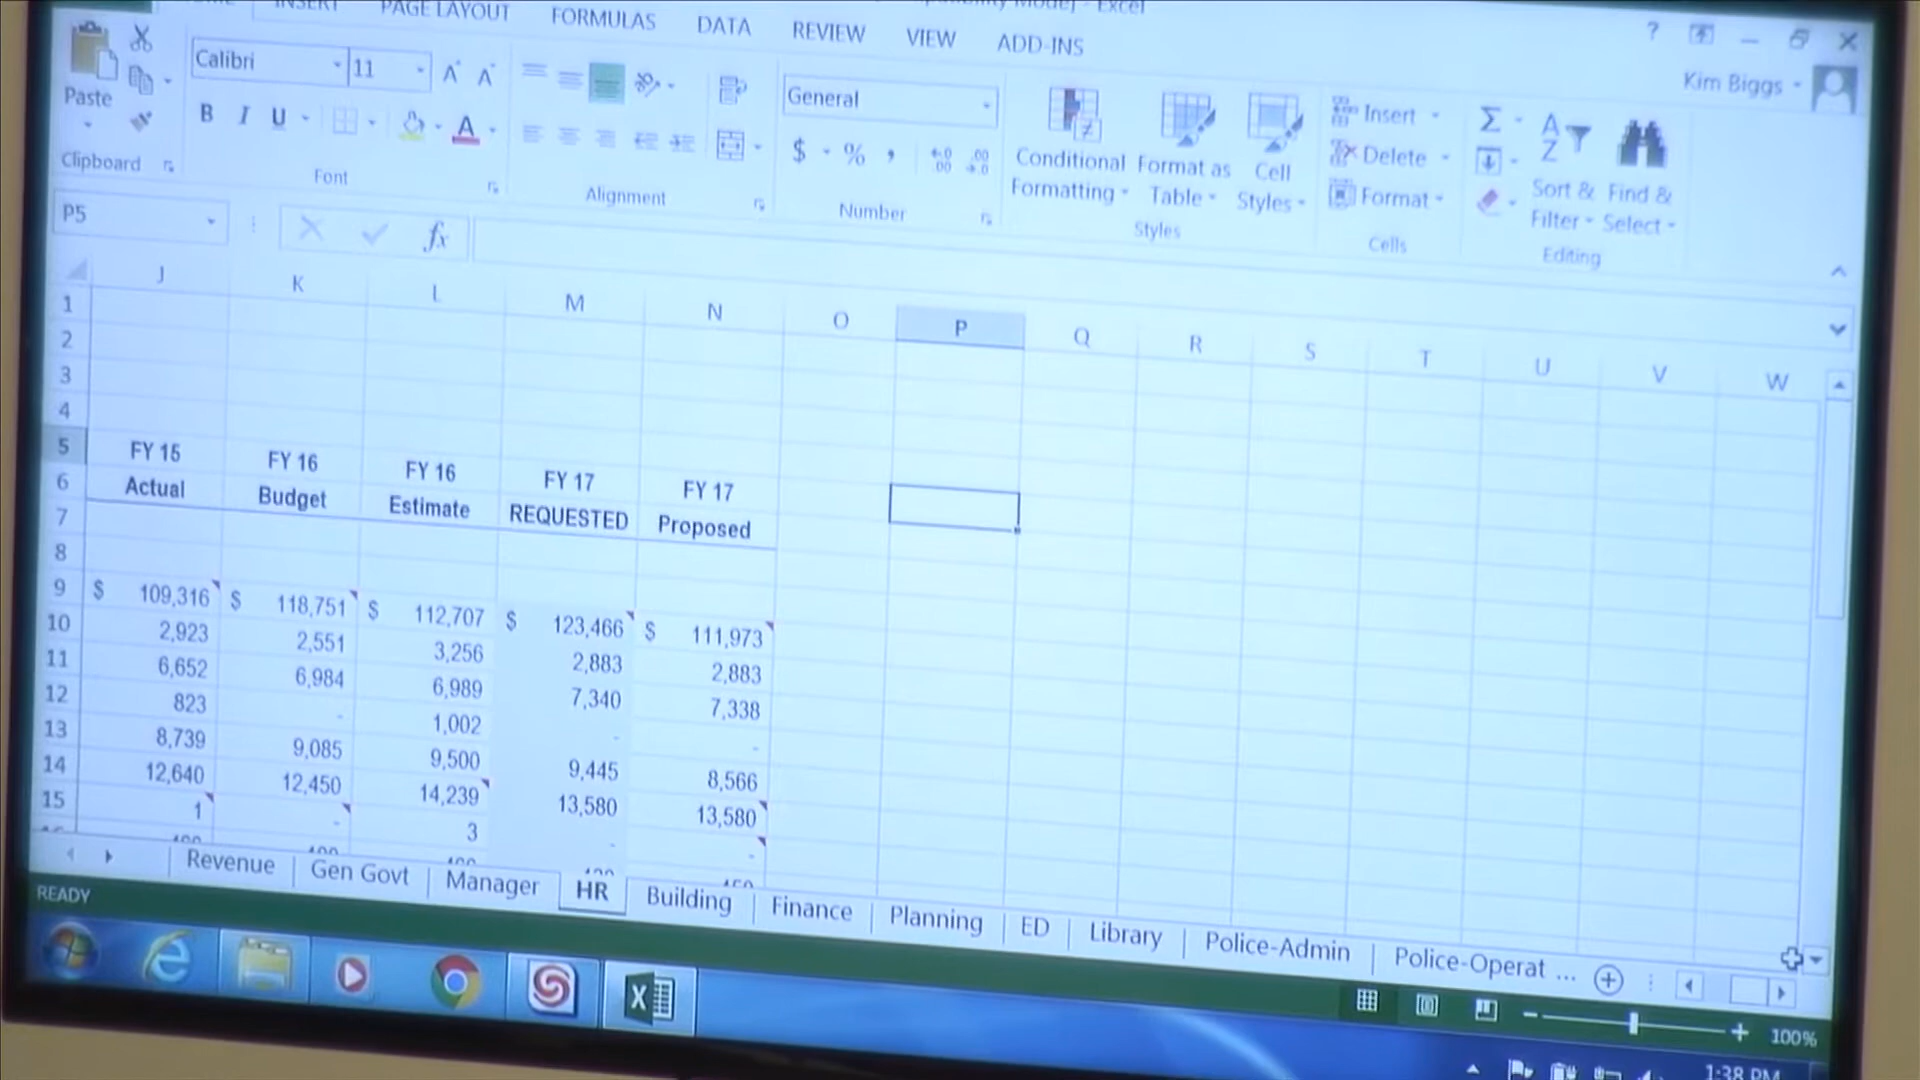 INSERT PAGE LAYOUT FORMULAS DATA REVIEW VIEW ADD-INS
Excel
? 
Kim Biggs
Paste
Clipboard
Calibri 11
B I U A
Font
Alignment
General
$ % ,
Number
Conditional Formatting
Format as Table
Cell Styles
Styles
Insert
Delete
Format
Cells
Sort & Filter
Find & Select
Editing
P5 fx
J K L M N O P Q R S T U V W
1
2
3
4
5 FY 15 FY 16 FY 16 FY 17 FY 17
6 Actual Budget Estimate REQUESTED Proposed
7
8
9 $ 109,316 $ 118,751 $ 112,707 $ 123,466 $ 111,973
10 2,923 2,551 3,256 2,883 2,883
11 6,652 6,984 6,989 7,340 7,338
12 823 - 1,002 - -
13 8,739 9,085 9,500 9,445 8,566
14 12,640 12,450 14,239 13,580 13,580
15 1 - 3 - -
Revenue Gen Govt Manager HR Building Finance Planning ED Library Police-Admin Police-Operat ...
READY
100%
1:38 PM